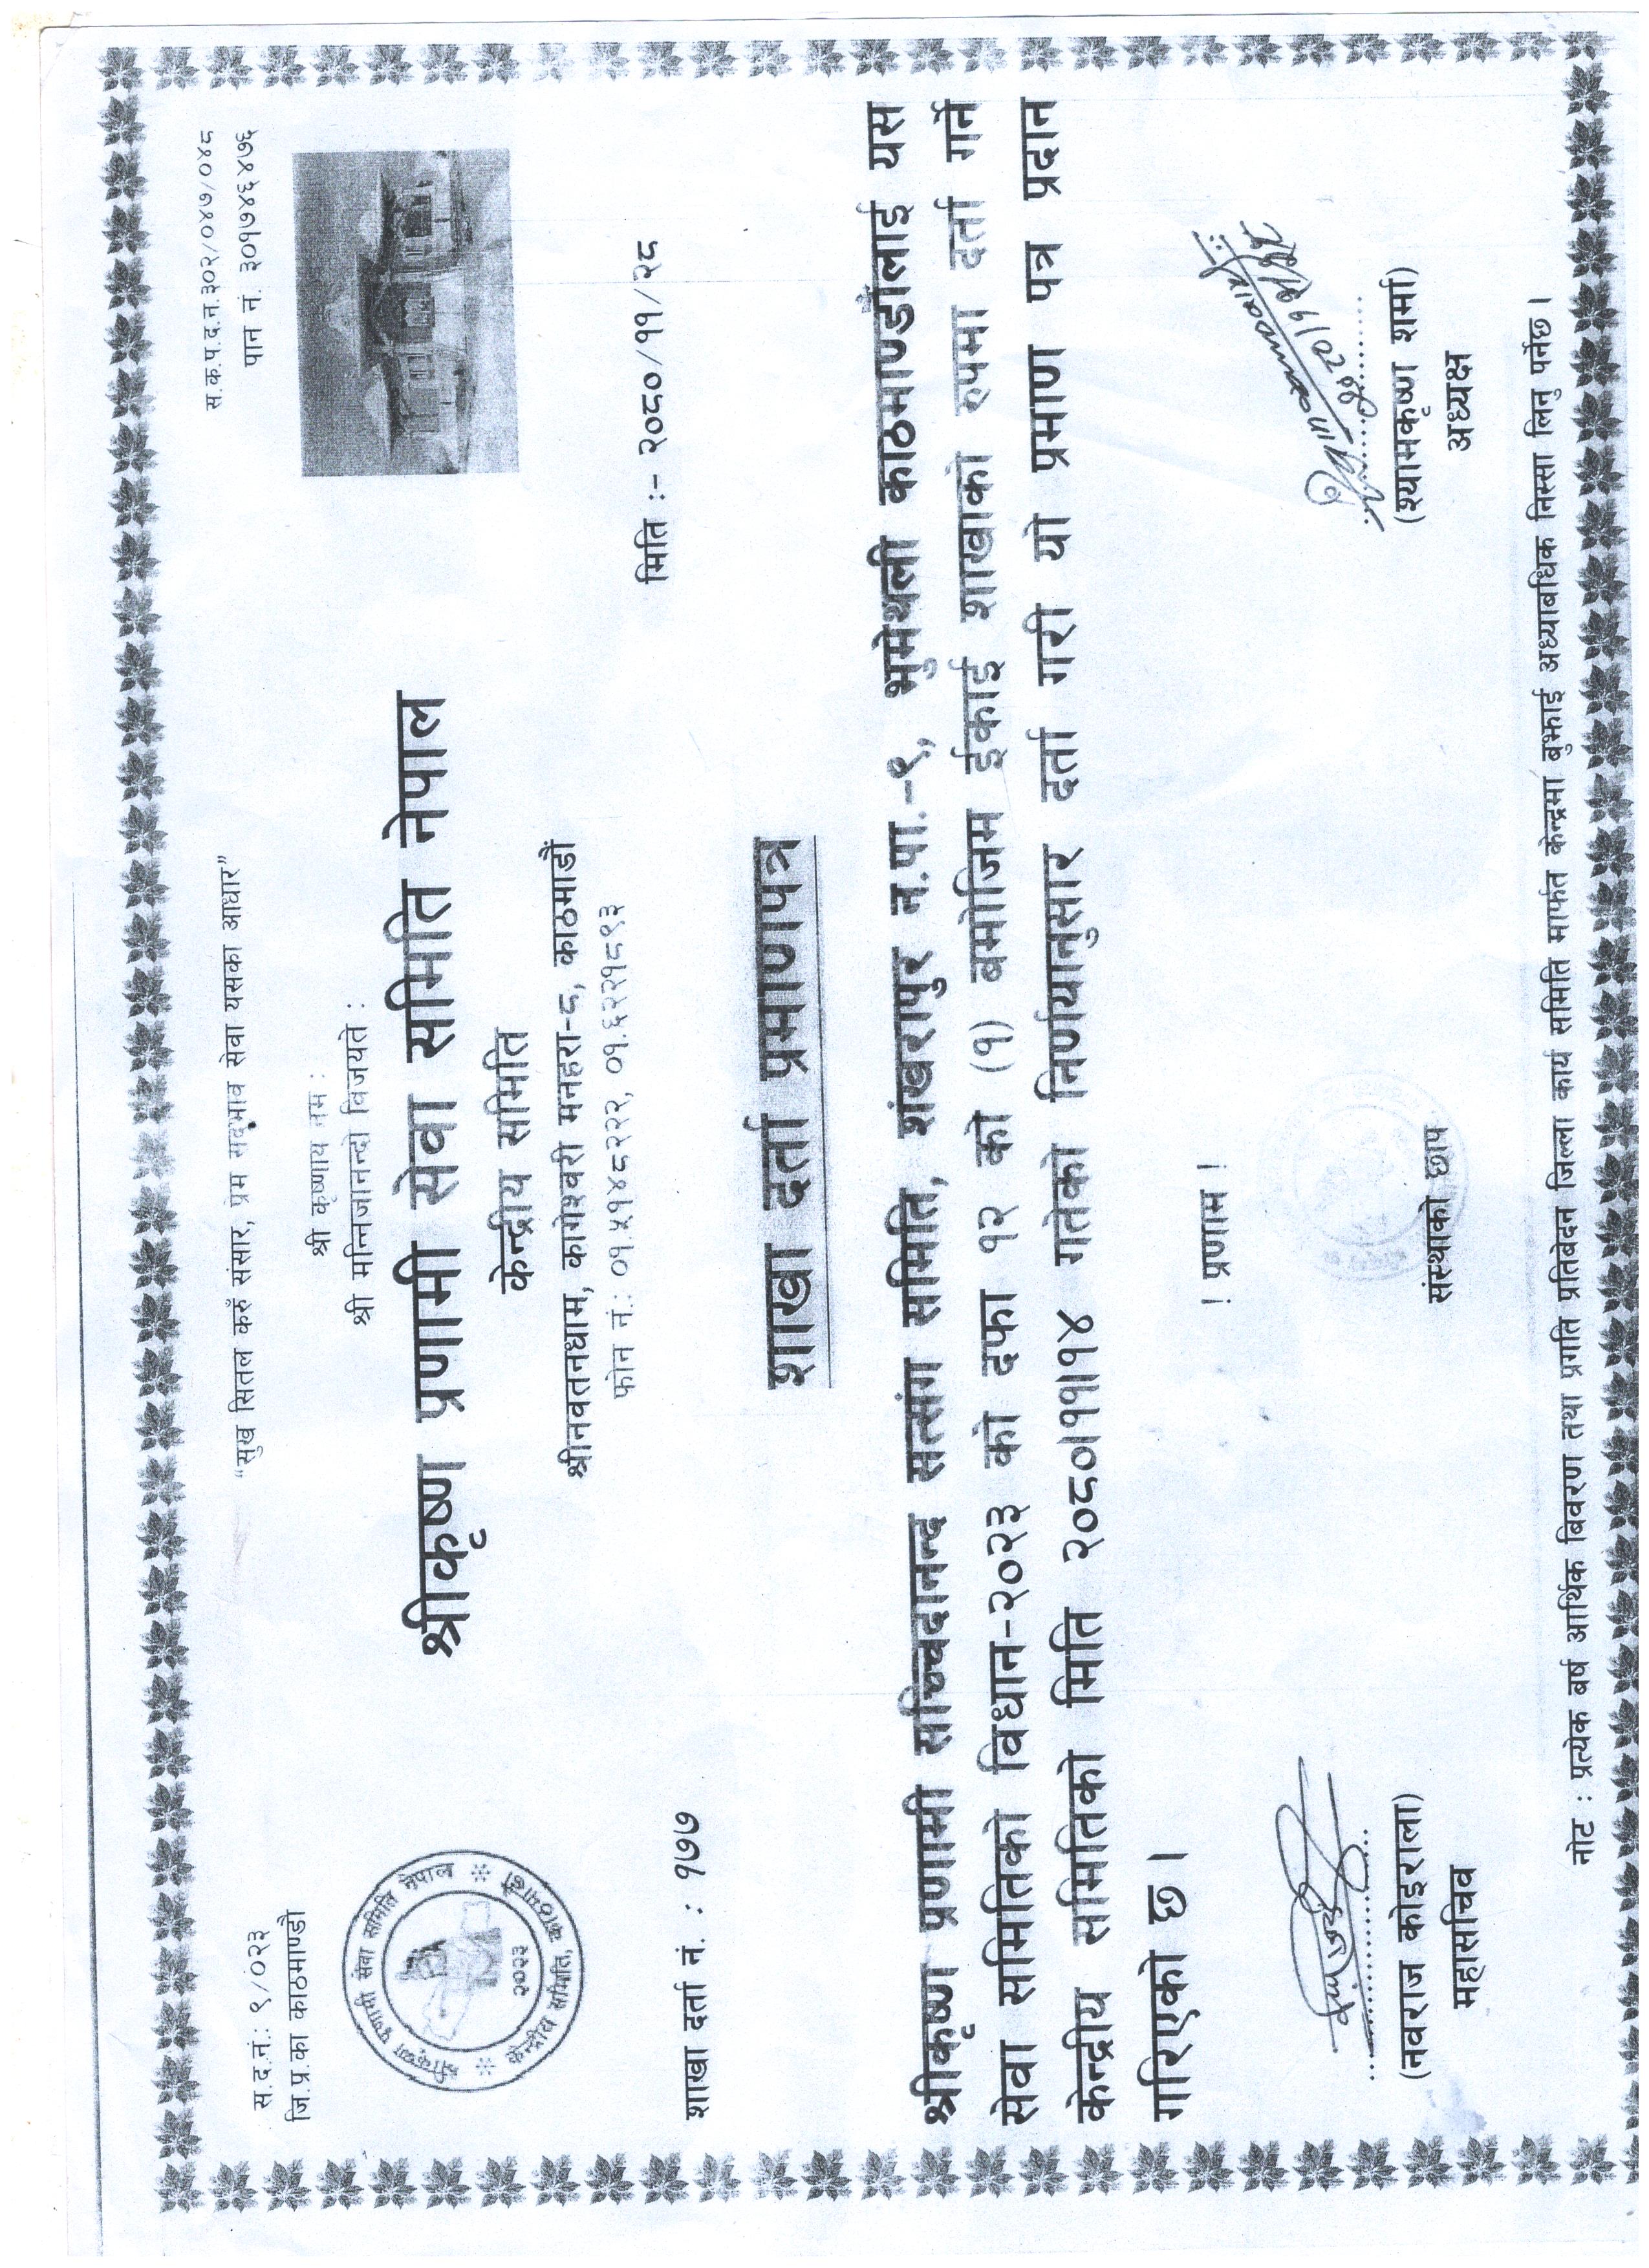 "सुख सितल करुँ संसार, प्रेम सद्भाव सेवा यसका आधार"
स.द.नं.: ९/०२३
जि.प्र.का काठमाण्डौ
स.क.प.द.न.३०२/०४७/०४८
पान नं. ३०१७४६४७६
श्री कृष्णाय नम :
श्री मन्निजानन्दो विजयते :
श्रीकृष्ण प्रणामी सेवा समिति नेपाल
केन्द्रीय समिति
श्रीनवतनधाम, कागेश्वरी मनहरा-८, काठमाडौं
फोन नं.: ०१.५१४८२२२, ०१.६२२१८९३
श्रीकृष्ण प्रणामी सेवा समिति नेपाल
२०२३
केन्द्रीय समिति, काठमाडौं
शाखा दर्ता नं. : १७७
मिति :- २०८०/११/२८
शाखा दर्ता प्रमाणपत्र
श्रीकृष्ण प्रणामी सच्चिदानन्द सत्संग समिति, शंखरापुर न.पा.-९, भुमेथली काठमाण्डौलाई यस
सेवा समितिको विधान-२०२३ को दफा १२ को (१) बमोजिम ईकाई शाखाको रुपमा दर्ता गर्ने
केन्द्रीय समितिको मिति २०८०।११।१४ गतेको निर्णयानुसार दर्ता गरी यो प्रमाण पत्र प्रदान
गरिएको छ ।
। प्रणाम ।
(नवराज कोइराला)
महासचिव
संस्थाको छाप
(श्यामकृष्ण शर्मा)
अध्यक्ष
नोट : प्रत्येक बर्ष आर्थिक बिबरण तथा प्रगति प्रतिबेदन जिल्ला कार्य समिति मार्फत केन्द्रमा बुझाई अध्याबधिक निस्सा लिनु पर्नेछ ।